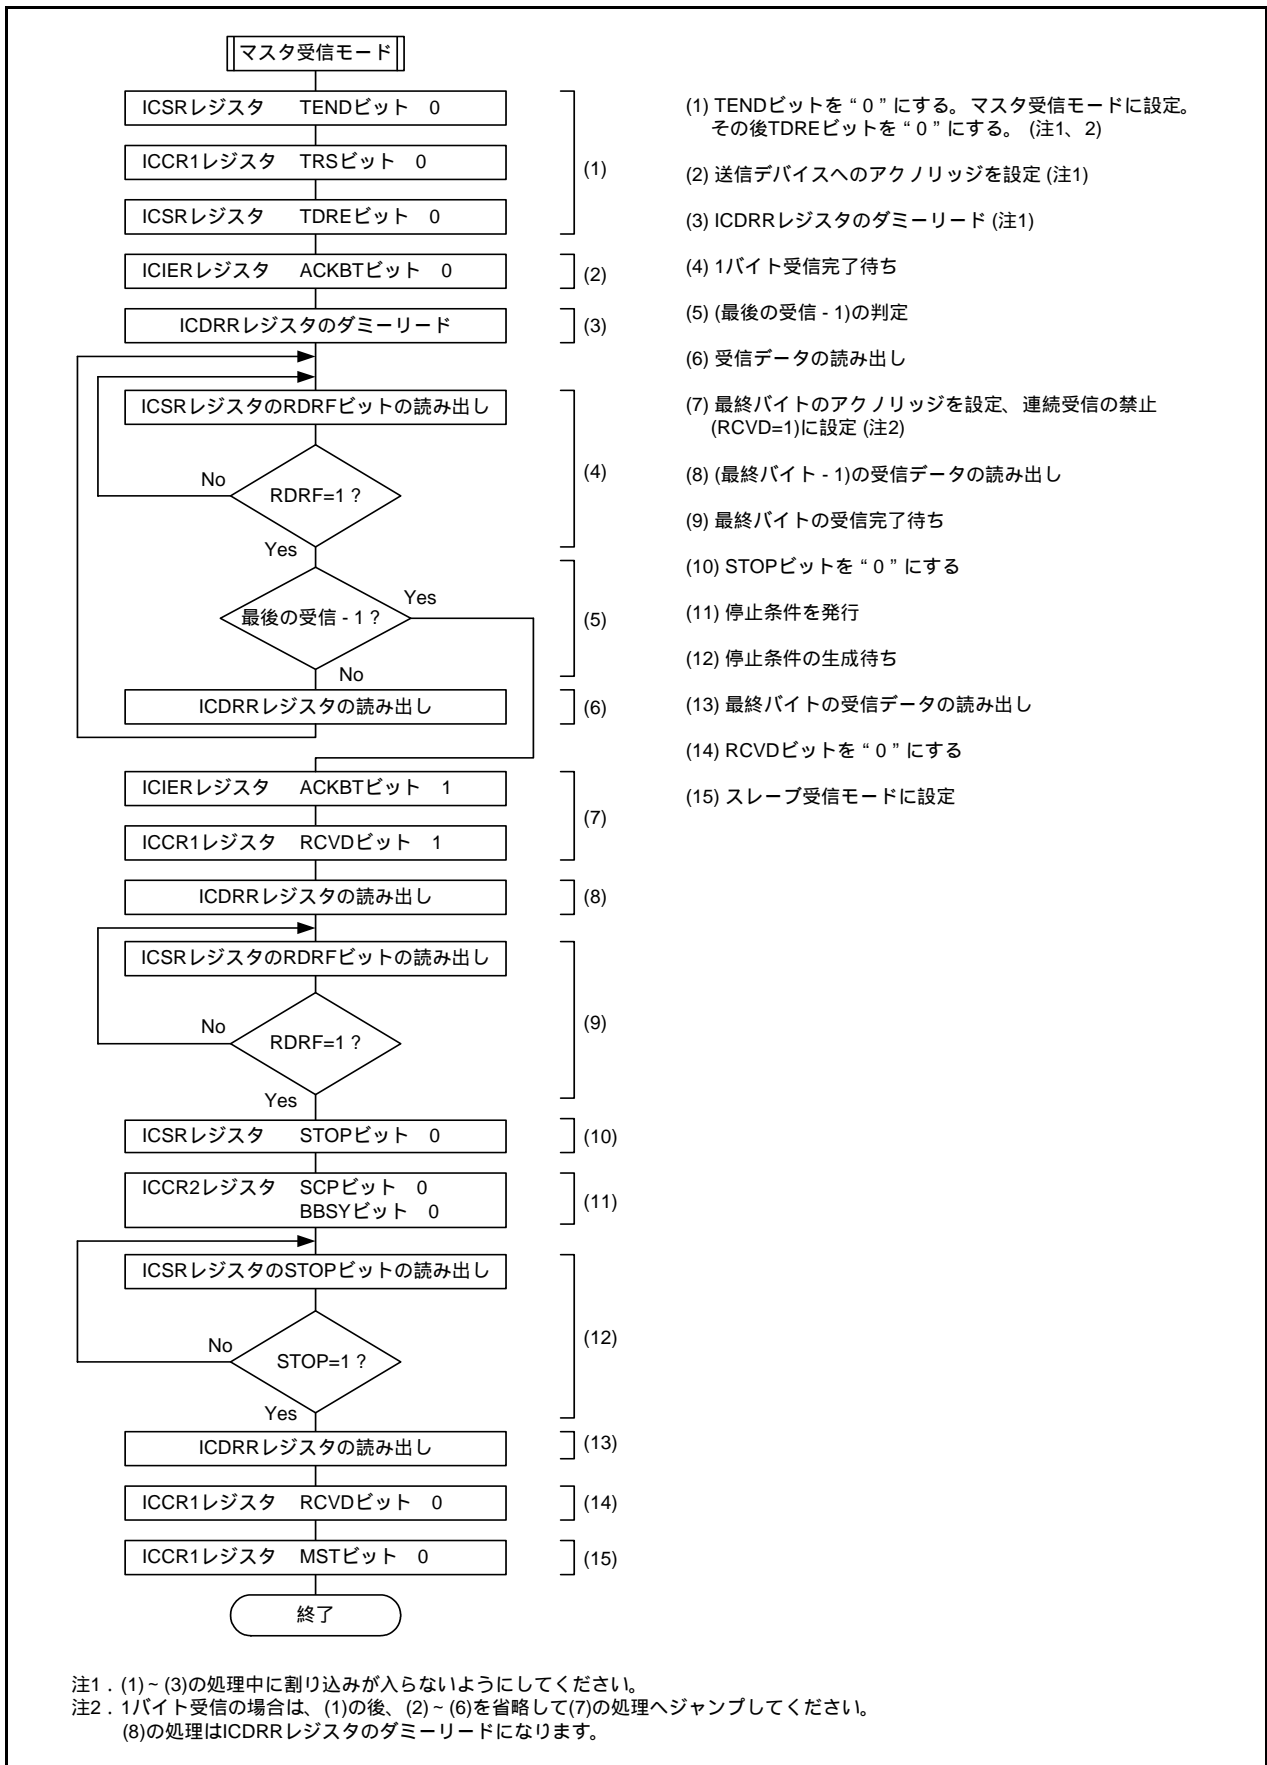 マスタ受信モード
ICSRレジスタ TENDビット 0
ICCR1レジスタ TRSビット 0
ICSRレジスタ TDREビット 0
(1)
ICIERレジスタ ACKBTビット 0
(2)
ICDRRレジスタのダミーリード
(3)
ICSRレジスタのRDRFビットの読み出し
RDRF=1 ?
No
Yes
(4)
最後の受信 - 1 ?
Yes
No
(5)
ICDRRレジスタの読み出し
(6)
ICIERレジスタ ACKBTビット 1
ICCR1レジスタ RCVDビット 1
(7)
ICDRRレジスタの読み出し
(8)
ICSRレジスタのRDRFビットの読み出し
RDRF=1 ?
No
Yes
(9)
ICSRレジスタ STOPビット 0
(10)
ICCR2レジスタ SCPビット 0
BBSYビット 0
(11)
ICSRレジスタのSTOPビットの読み出し
STOP=1 ?
No
Yes
(12)
ICDRRレジスタの読み出し
(13)
ICCR1レジスタ RCVDビット 0
(14)
ICCR1レジスタ MSTビット 0
(15)
終了
(1) TENDビットを“0”にする。マスタ受信モードに設定。
その後TDREビットを“0”にする。 (注1、2)
(2) 送信デバイスへのアクノリッジを設定 (注1)
(3) ICDRRレジスタのダミーリード (注1)
(4) 1バイト受信完了待ち
(5) (最後の受信 - 1)の判定
(6) 受信データの読み出し
(7) 最終バイトのアクノリッジを設定、連続受信の禁止
(RCVD=1)に設定 (注2)
(8) (最終バイト - 1)の受信データの読み出し
(9) 最終バイトの受信完了待ち
(10) STOPビットを“0”にする
(11) 停止条件を発行
(12) 停止条件の生成待ち
(13) 最終バイトの受信データの読み出し
(14) RCVDビットを“0”にする
(15) スレーブ受信モードに設定
注1．(1)~(3)の処理中に割り込みが入らないようにしてください。
注2．1バイト受信の場合は、(1)の後、(2)~(6)を省略して(7)の処理へジャンプしてください。
(8)の処理はICDRRレジスタのダミーリードになります。